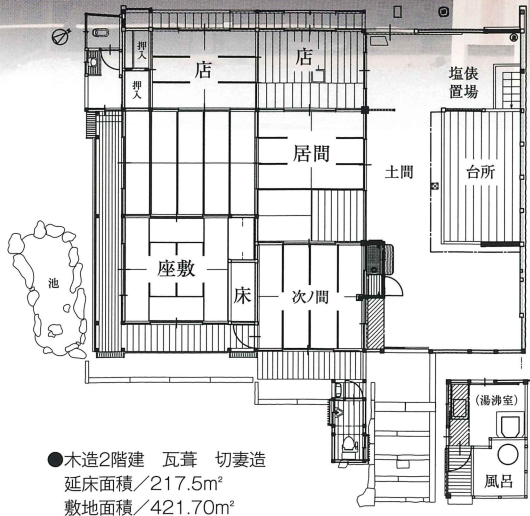 押入
押入
店
店
塩俵
置場
居間
土間
台所
座敷
床
次ノ間
池
(湯沸室)
風呂
●木造2階建 瓦葺 切妻造
延床面積／217.5m²
敷地面積／421.70m²